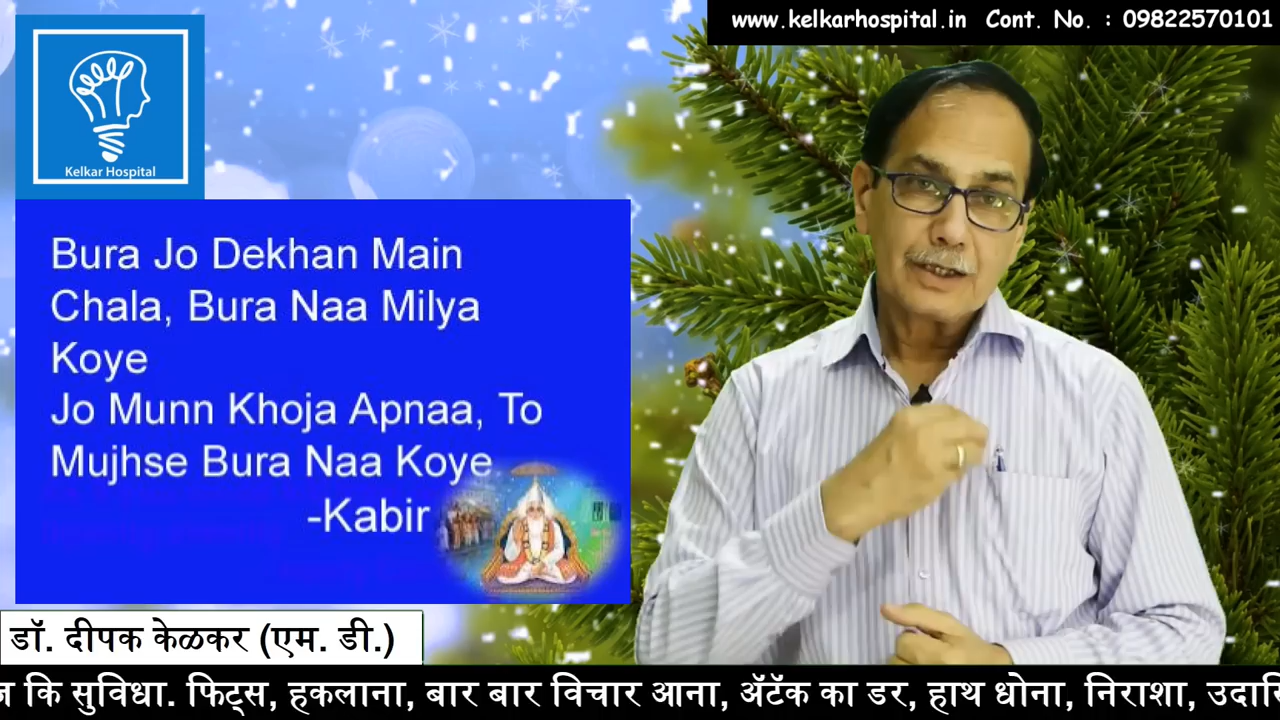 www.kelkarhospital.in Cont. No. : 09822570101
Kelkar Hospital
Bura Jo Dekhan Main
Chala, Bura Naa Milya
Koye
Jo Munn Khoja Apnaa, To
Mujhse Bura Naa Koye
-Kabir
डॉ. दीपक केळकर (एम. डी.)
कि सुविधा. फिट्स, हकलाना, बार बार विचार आना, ॲटॅक का डर, हाथ धोना, निराशा,